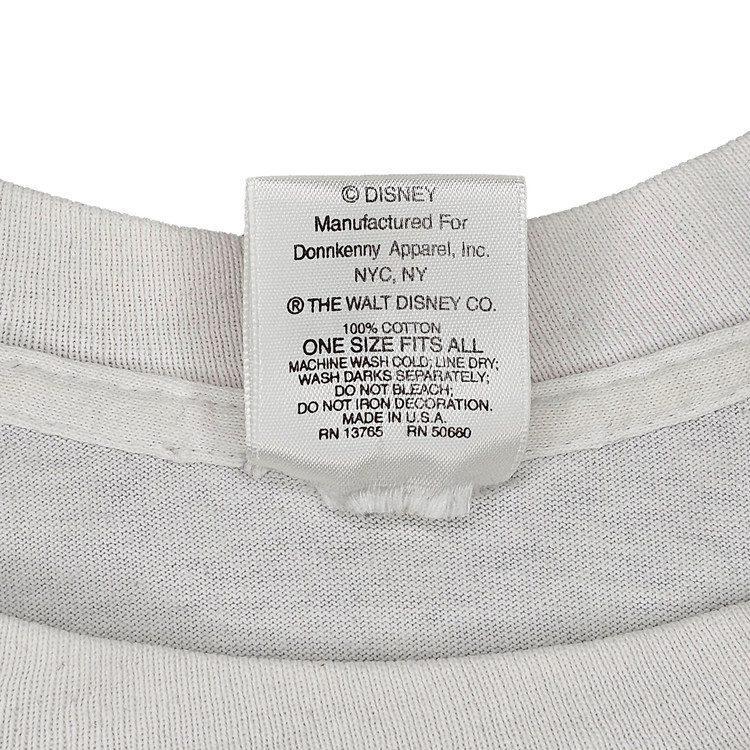 © DISNEY
Manufactured For
Donnkenny Apparel, Inc.
NYC, NY
® THE WALT DISNEY CO.
100% COTTON
ONE SIZE FITS ALL
MACHINE WASH COLD; LINE DRY;
WASH DARKS SEPARATELY;
DO NOT BLEACH;
DO NOT IRON DECORATION.
MADE IN U.S.A.
RN 13765 RN 50660